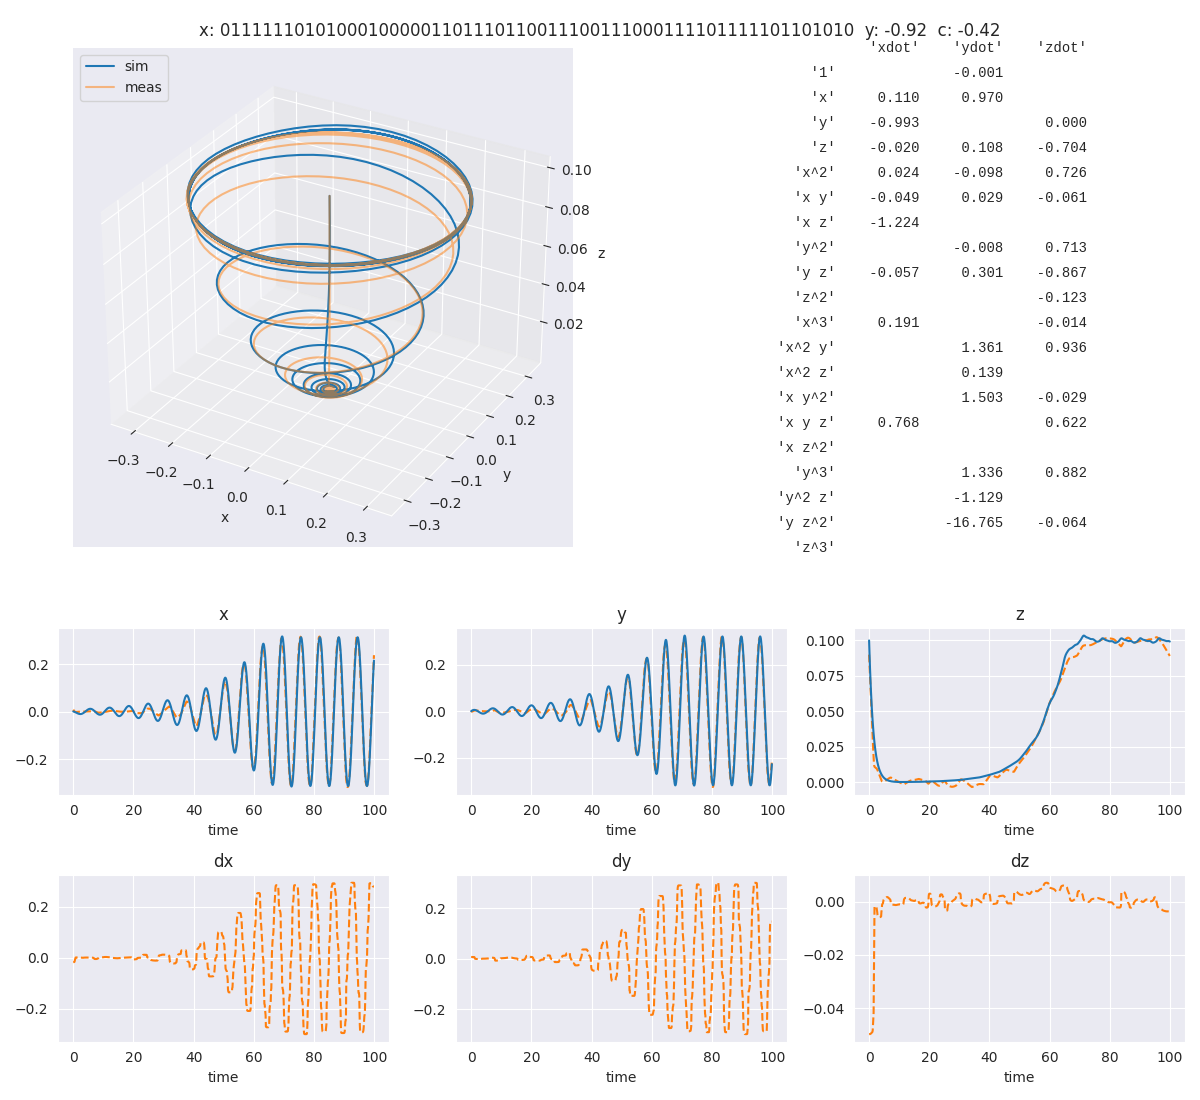 x: 011111101010001000001101110110011100111000111101111101101010 y: -0.92 c: -0.42
sim
meas
0.10
0.08
0.06
0.04
0.02
z
0.3
0.2
0.1
0.0
−0.1
−0.2
−0.3
y
−0.3
−0.2
−0.1
0.0
0.1
0.2
0.3
x
'xdot' 'ydot' 'zdot'
'1' -0.001
'x' 0.110 0.970
'y' -0.993 0.000
'z' -0.020 0.108 -0.704
'x^2' 0.024 -0.098 0.726
'x y' -0.049 0.029 -0.061
'x z' -1.224
'y^2' -0.008 0.713
'y z' -0.057 0.301 -0.867
'z^2' -0.123
'x^3' 0.191 -0.014
'x^2 y' 1.361 0.936
'x^2 z' 0.139
'x y^2' 1.503 -0.029
'x y z' 0.768 0.622
'x z^2'
'y^3' 1.336 0.882
'y^2 z' -1.129
'y z^2' -16.765 -0.064
'z^3'
x
0.2
0.0
−0.2
0 20 40 60 80 100
time
y
0.2
0.0
−0.2
0 20 40 60 80 100
time
z
0.100
0.075
0.050
0.025
0.000
0 20 40 60 80 100
time
dx
0.2
0.0
−0.2
0 20 40 60 80 100
time
dy
0.2
0.0
−0.2
0 20 40 60 80 100
time
dz
0.00
−0.02
−0.04
0 20 40 60 80 100
time